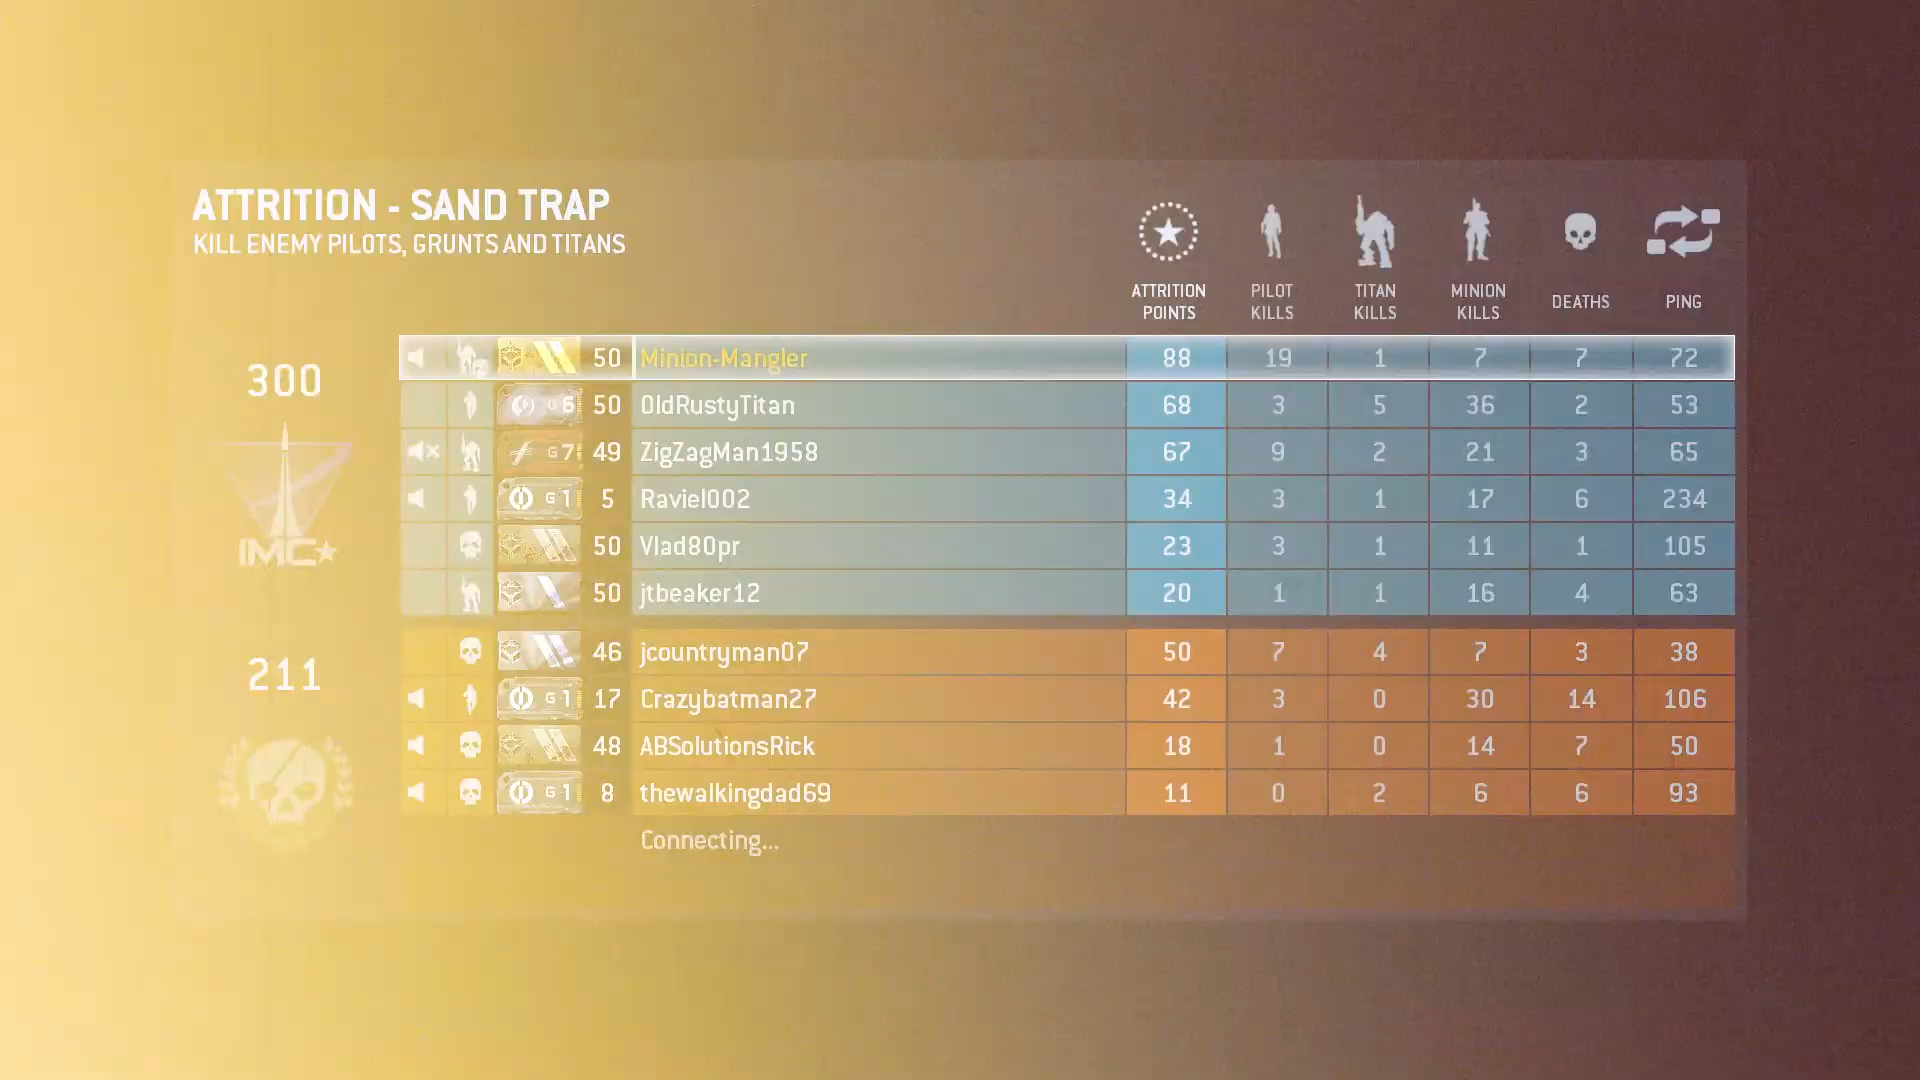 ATTRITION - SAND TRAP
KILL ENEMY PILOTS, GRUNTS AND TITANS
ATTRITION POINTS PILOT KILLS TITAN KILLS MINION KILLS DEATHS PING
300
IMC
50 Minion-Mangler 88 19 1 7 7 72
G 6 50 OldRustyTitan 68 3 5 36 2 53
G 7 49 ZigZagMan1958 67 9 2 21 3 65
G 1 5 Raviel002 34 3 1 17 6 234
50 Vlad80pr 23 3 1 11 1 105
50 jtbeaker12 20 1 1 16 4 63
211
46 jcountryman07 50 7 4 7 3 38
G 1 17 Crazybatman27 42 3 0 30 14 106
48 ABSolutionsRick 18 1 0 14 7 50
G 1 8 thewalkingdad69 11 0 2 6 6 93
Connecting...